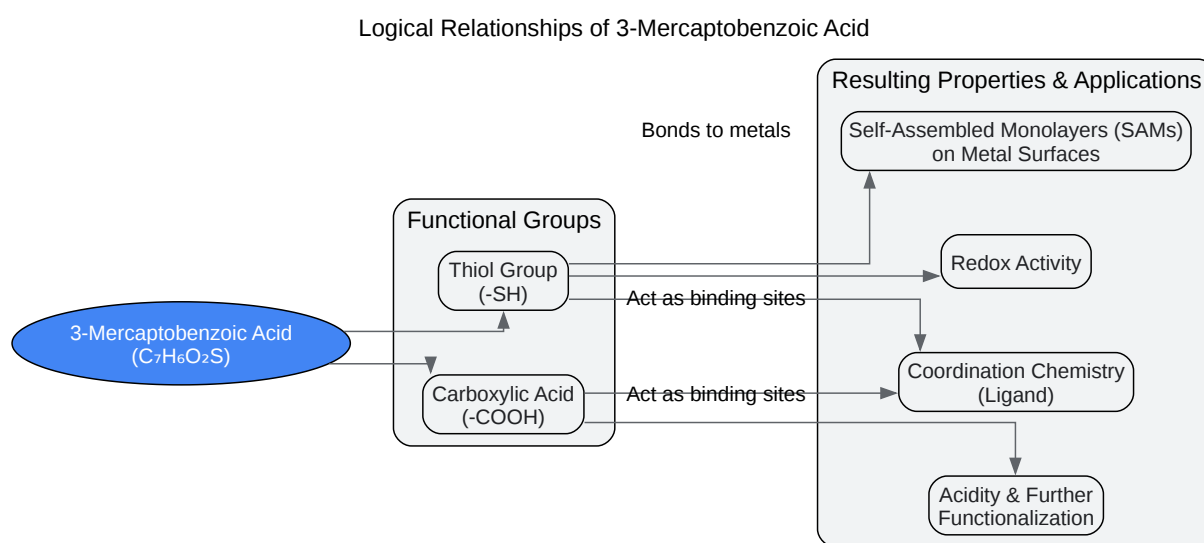 Logical Relationships of 3-Mercaptobenzoic Acid
Resulting Properties & Applications
Bonds to metals
Self-Assembled Monolayers (SAMs)
on Metal Surfaces
Functional Groups
Thiol Group
(-SH)
Redox Activity
Act as binding sites
3-Mercaptobenzoic Acid
(C₇H₆O₂S)
Coordination Chemistry
(Ligand)
Carboxylic Acid
(-COOH)
Act as binding sites
Acidity & Further
Functionalization